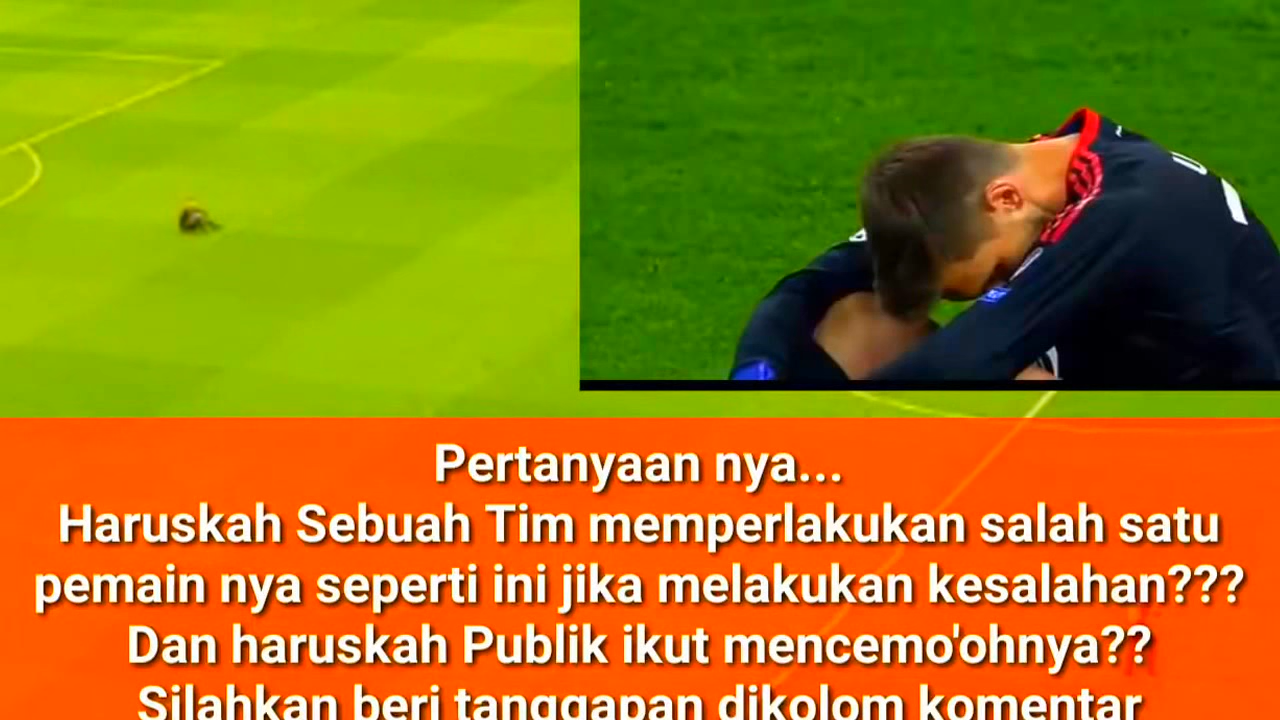 Pertanyaan nya...
Haruskah Sebuah Tim memperlakukan salah satu
pemain nya seperti ini jika melakukan kesalahan???
Dan haruskah Publik ikut mencemo'ohnya??
Silahkan beri tanggapan dikolom komentar